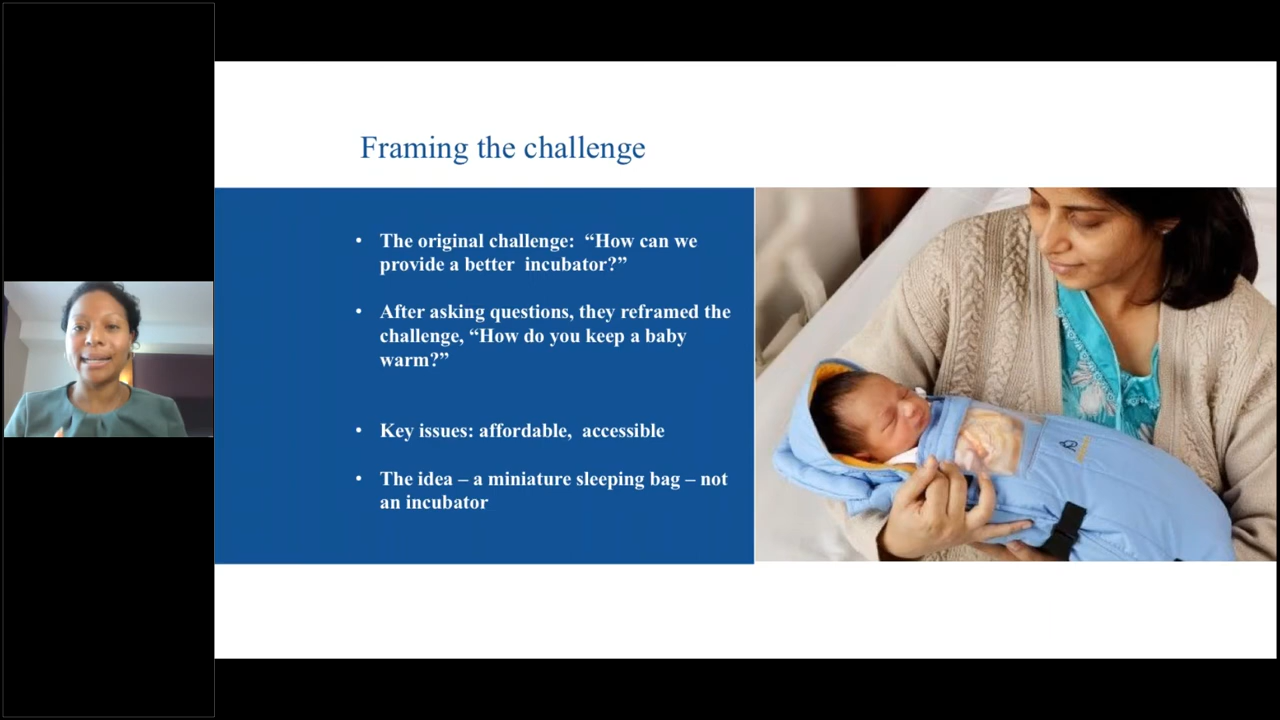 Framing the challenge
• The original challenge:  “How can we
provide a better  incubator?”
• After asking questions, they reframed the
challenge, “How do you keep a baby
warm?”
• Key issues: affordable,  accessible
• The idea – a miniature sleeping bag – not
an incubator